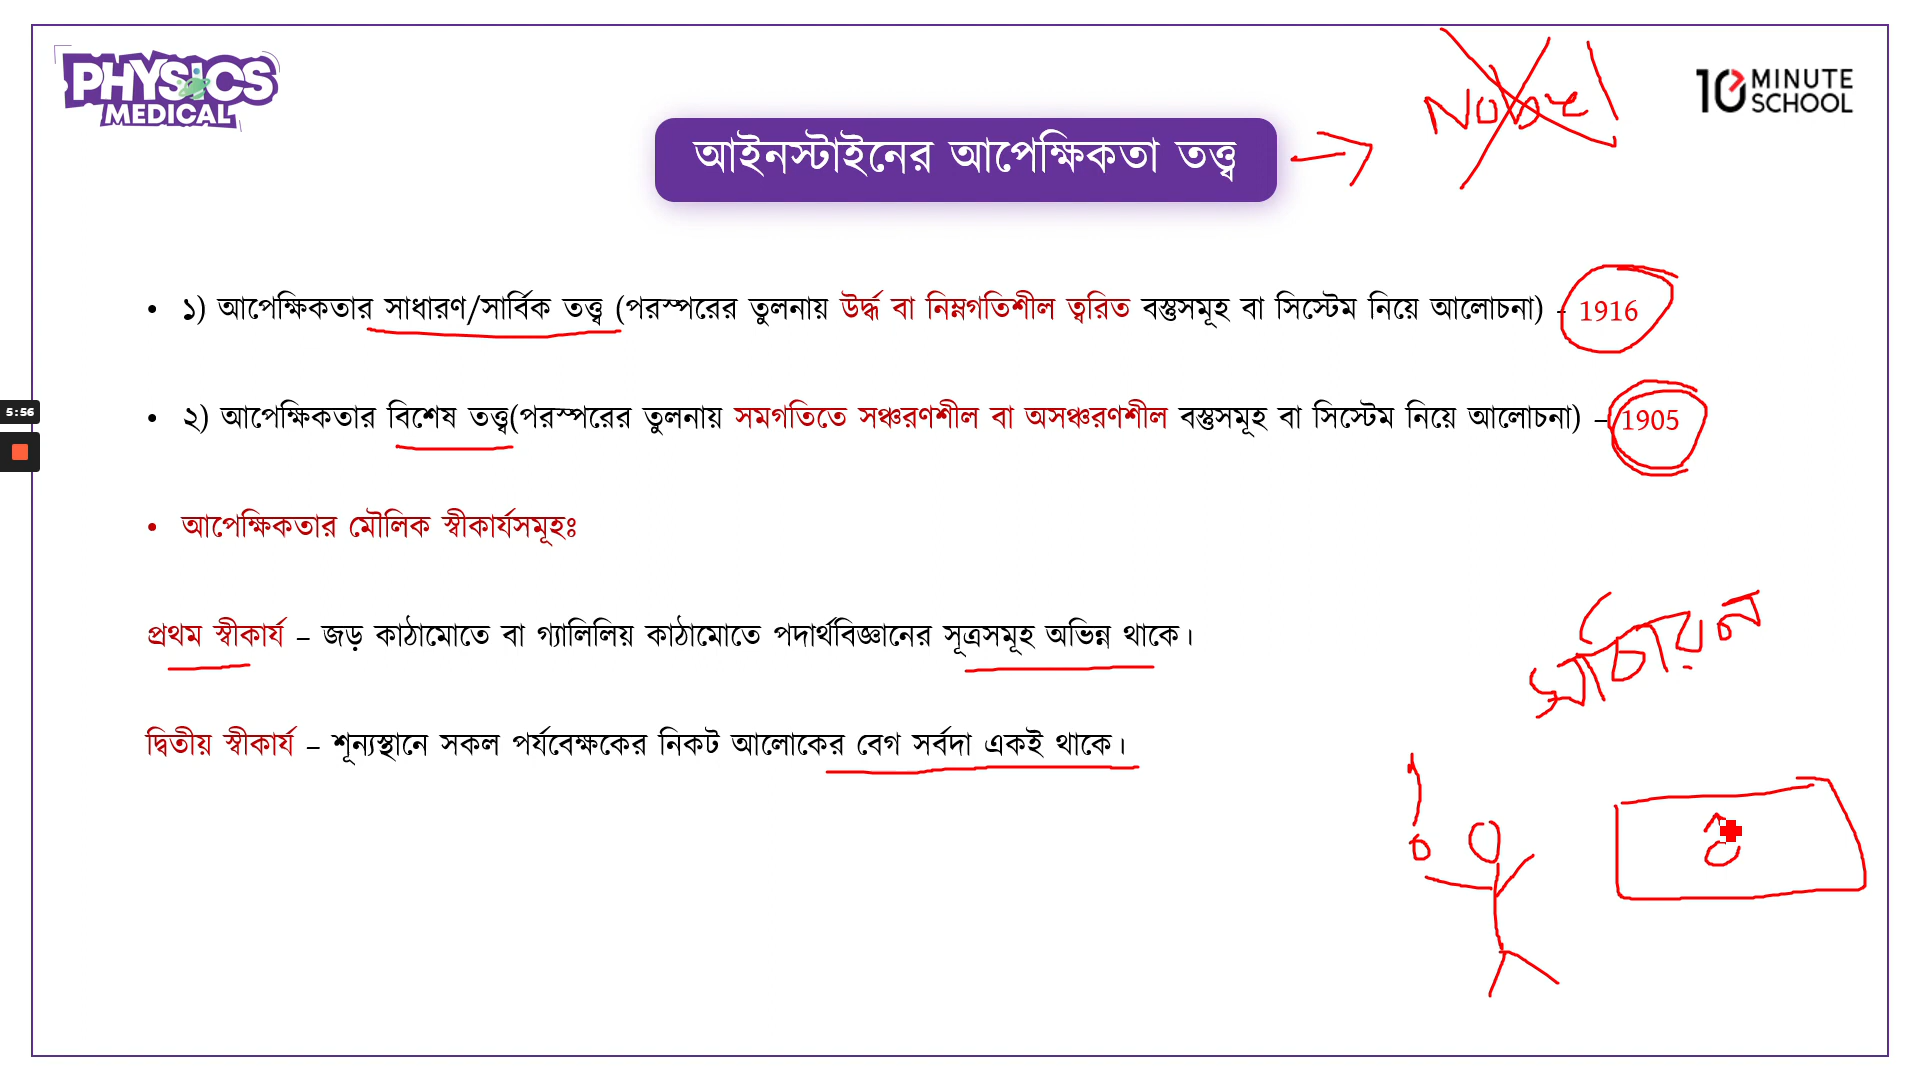 PHYSICS
MEDICAL
10 MINUTE
SCHOOL
Nobel
আইনস্টাইনের আপেক্ষিকতা তত্ত্ব
• ১) আপেক্ষিকতার সাধারণ/সার্বিক তত্ত্ব (পরস্পরের তুলনায় উর্দ্ধ বা নিম্নগতিশীল ত্বরিত বস্তুসমূহ বা সিস্টেম নিয়ে আলোচনা) - 1916
5:56
• ২) আপেক্ষিকতার বিশেষ তত্ত্ব(পরস্পরের তুলনায় সমগতিতে সঞ্চরণশীল বা অসঞ্চরণশীল বস্তুসমূহ বা সিস্টেম নিয়ে আলোচনা) – 1905
• আপেক্ষিকতার মৌলিক স্বীকার্যসমূহঃ
প্রথম স্বীকার্য – জড় কাঠামোতে বা গ্যালিলিয় কাঠামোতে পদার্থবিজ্ঞানের সূত্রসমূহ অভিন্ন থাকে।
দ্বিতীয় স্বীকার্য – শূন্যস্থানে সকল পর্যবেক্ষকের নিকট আলোকের বেগ সর্বদা একই থাকে।